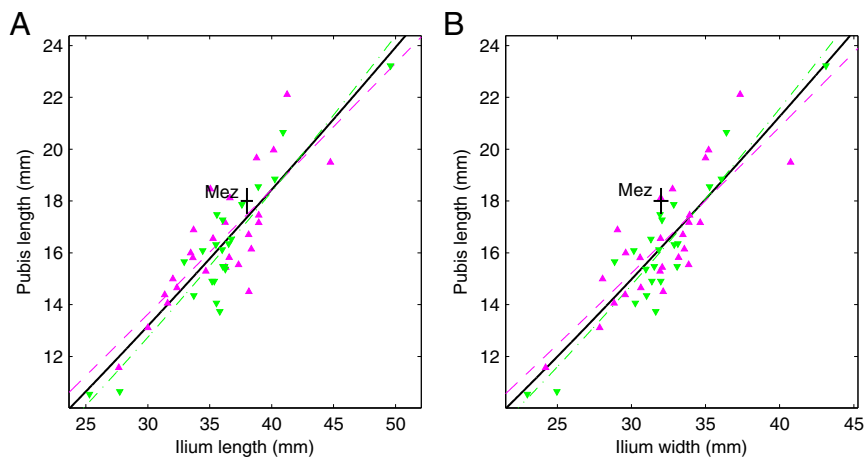 A
B
Pubis length (mm)
24
22
20
18
16
14
12
Mez
25 30 35 40 45 50
Ilium length (mm)
Pubis length (mm)
24
22
20
18
16
14
12
Mez
25 30 35 40 45
Ilium width (mm)